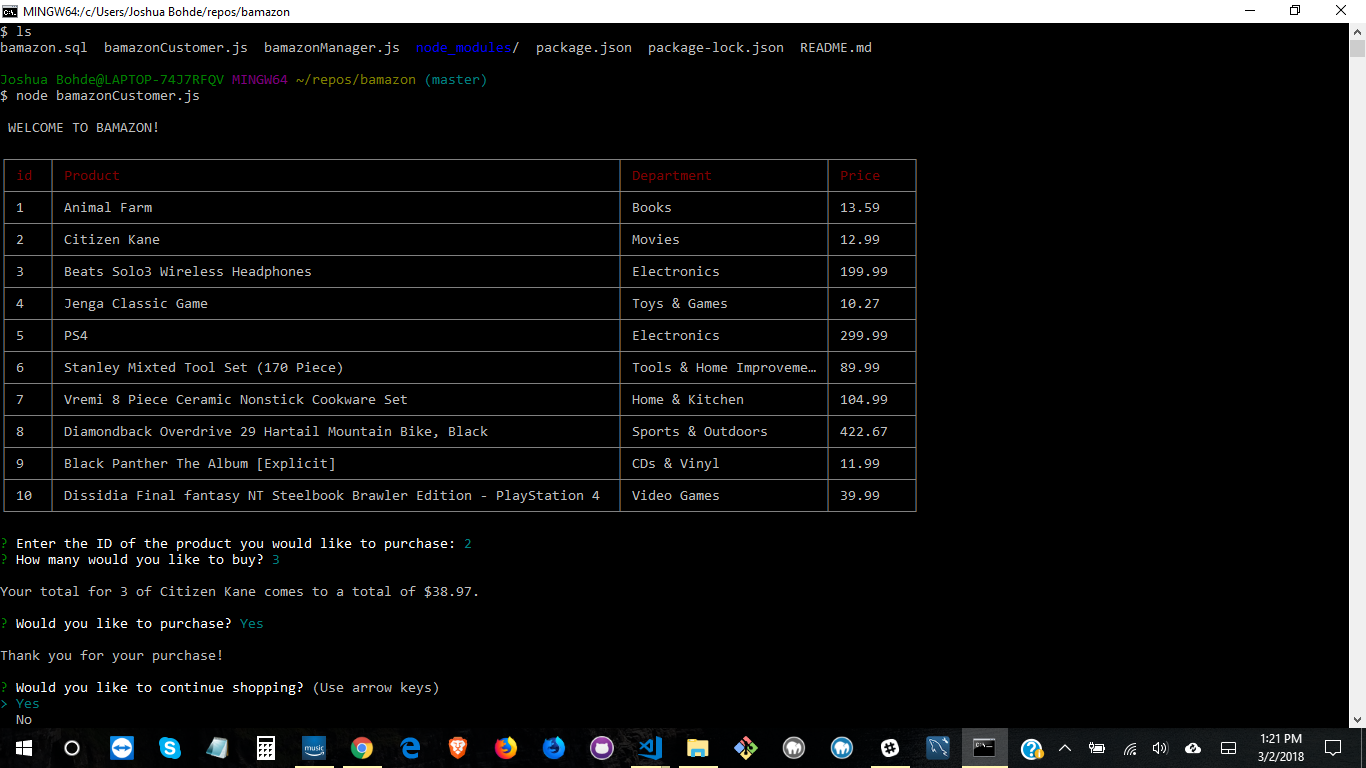 MINGW64:/c/Users/Joshua Bohde/repos/bamazon
$ ls
bamazon.sql bamazonCustomer.js bamazonManager.js node_modules/ package.json package-lock.json README.md
Joshua Bohde@LAPTOP-74J7RFQV MINGW64 ~/repos/bamazon (master)
$ node bamazonCustomer.js
WELCOME TO BAMAZON!
id Product Department Price
1 Animal Farm Books 13.59
2 Citizen Kane Movies 12.99
3 Beats Solo3 Wireless Headphones Electronics 199.99
4 Jenga Classic Game Toys & Games 10.27
5 PS4 Electronics 299.99
6 Stanley Mixted Tool Set (170 Piece) Tools & Home Improveme… 89.99
7 Vremi 8 Piece Ceramic Nonstick Cookware Set Home & Kitchen 104.99
8 Diamondback Overdrive 29 Hartail Mountain Bike, Black Sports & Outdoors 422.67
9 Black Panther The Album [Explicit] CDs & Vinyl 11.99
10 Dissidia Final fantasy NT Steelbook Brawler Edition - PlayStation 4 Video Games 39.99
? Enter the ID of the product you would like to purchase: 2
? How many would you like to buy? 3
Your total for 3 of Citizen Kane comes to a total of $38.97.
? Would you like to purchase? Yes
Thank you for your purchase!
? Would you like to continue shopping? (Use arrow keys)
> Yes
No
music
1:21 PM
3/2/2018